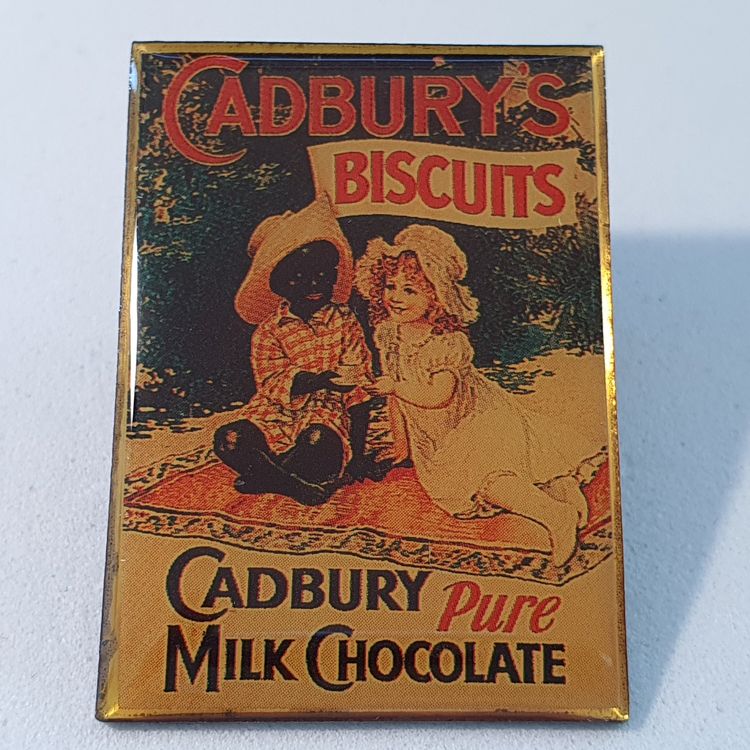 CADBURY'S
BISCUITS
CADBURY Pure
MILK CHOCOLATE